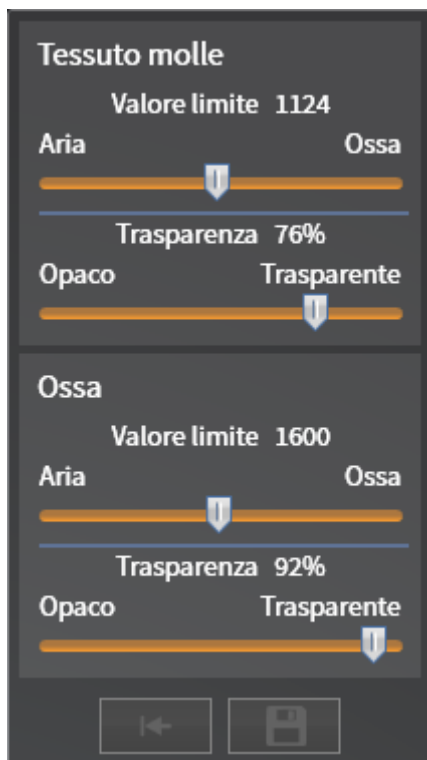 Tessuto molle
Valore limite 1124
Aria Ossa
Trasparenza 76%
Opaco Trasparente
Ossa
Valore limite 1600
Aria Ossa
Trasparenza 92%
Opaco Trasparente